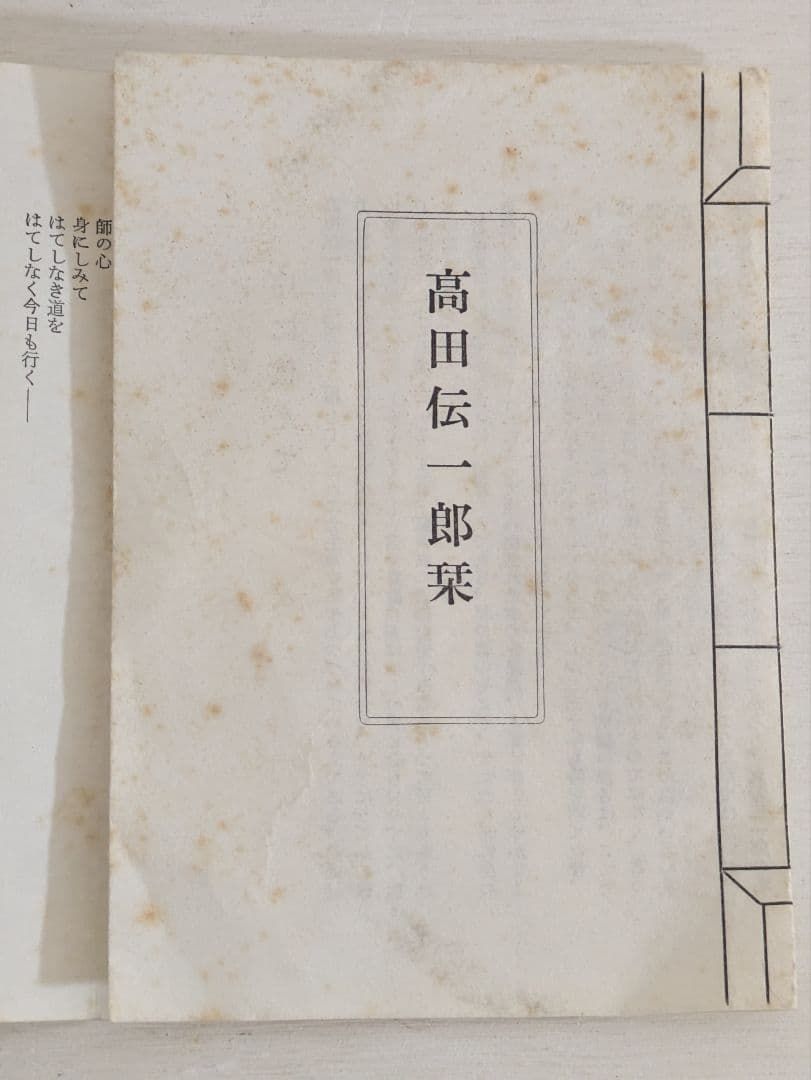 高田伝一郎栞
師の心
身にしみて
はてしなき道を
はてしなく今日も行く——